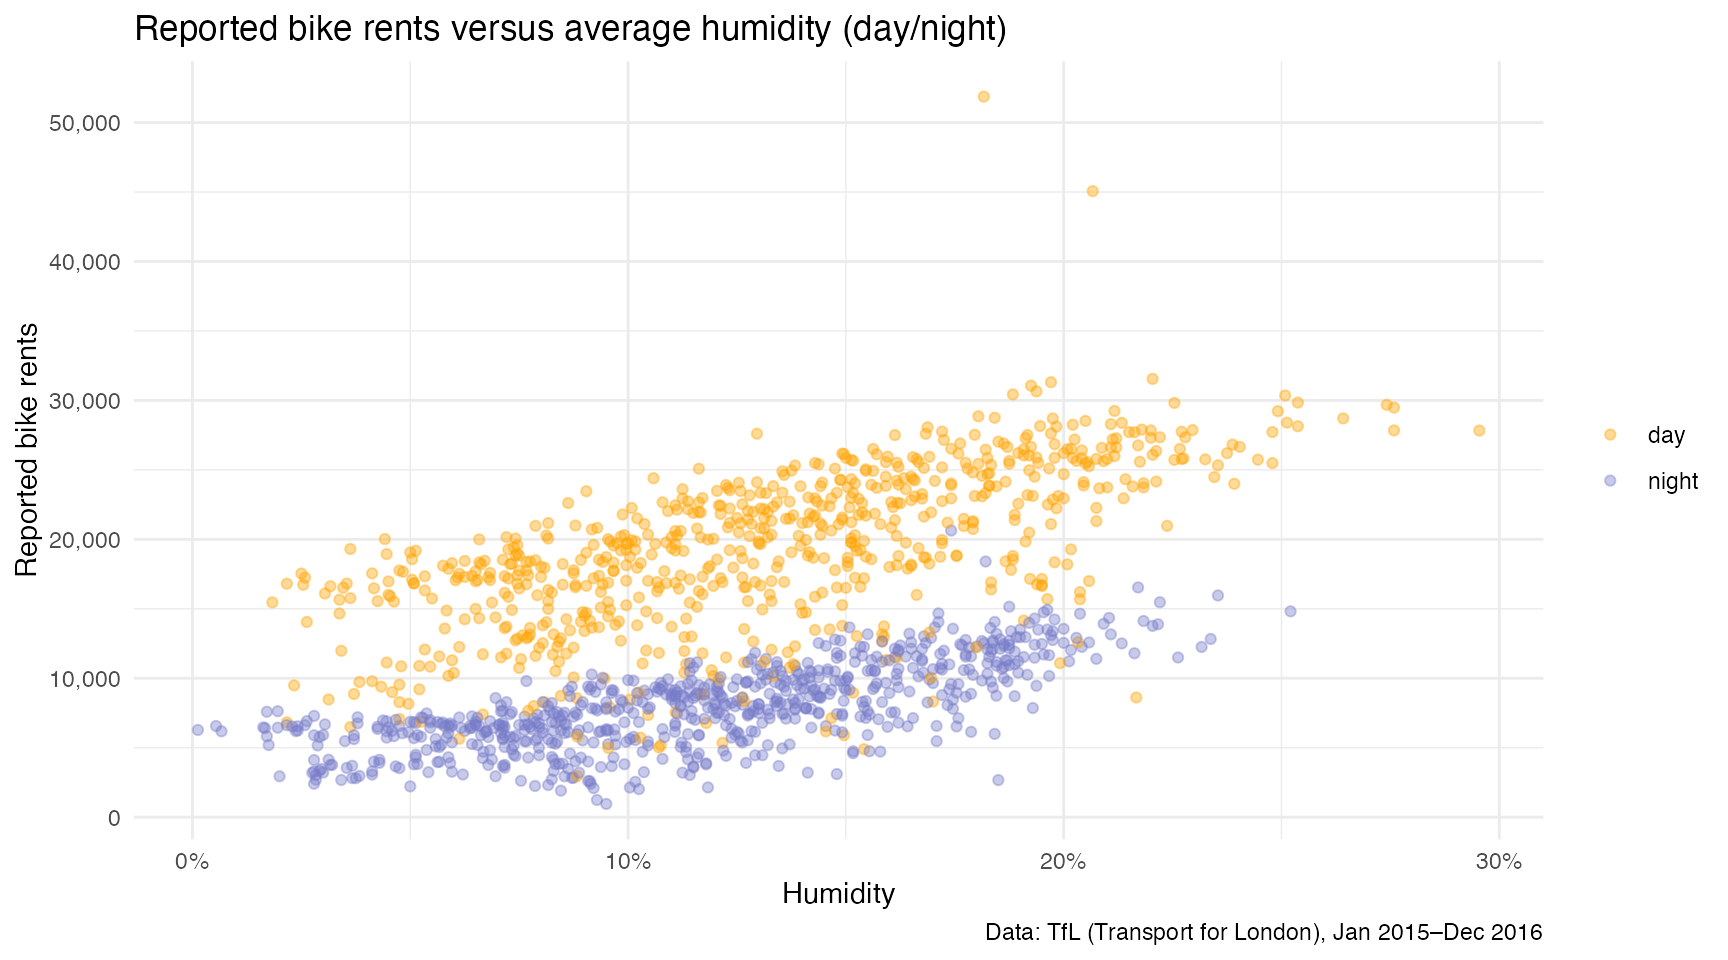 Reported bike rents versus average humidity (day/night)
50,000
40,000
30,000
20,000
10,000
0
Reported bike rents
0% 10% 20% 30%
Humidity
day
night
Data: TfL (Transport for London), Jan 2015–Dec 2016